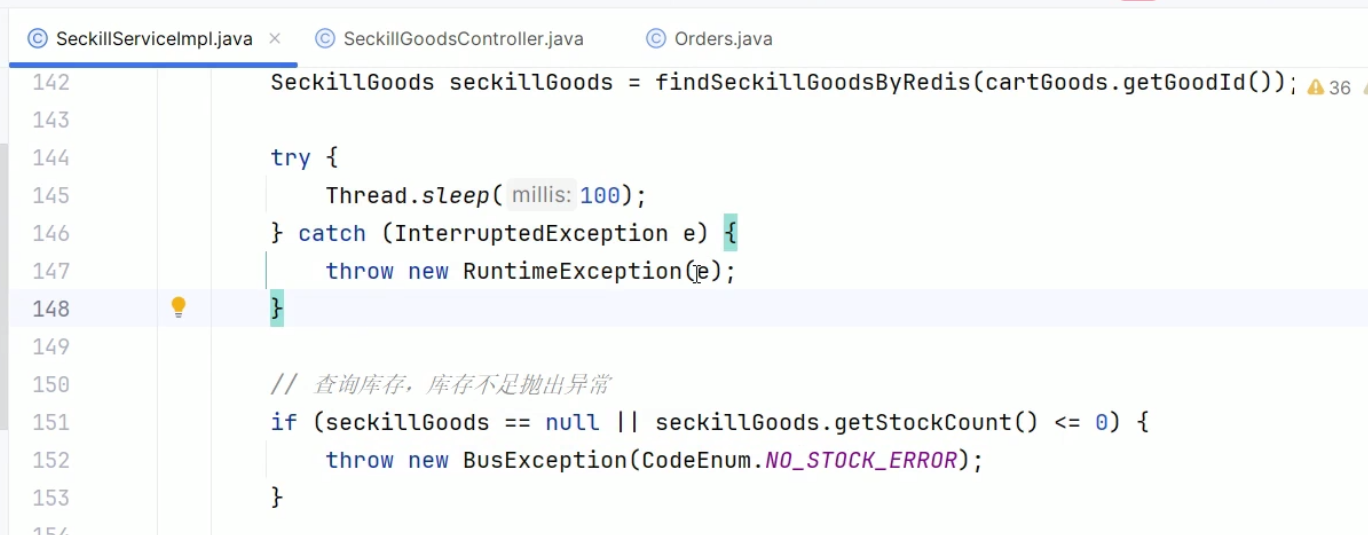 SeckillServiceImpl.java × SeckillGoodsController.java Orders.java
142 SeckillGoods seckillGoods = findSeckillGoodsByRedis(cartGoods.getGoodId()); 36
143
144 try {
145 Thread.sleep( millis: 100);
146 } catch (InterruptedException e) {
147 throw new RuntimeException(e);
148 }
149
150 // 查询库存，库存不足抛出异常
151 if (seckillGoods == null || seckillGoods.getStockCount() <= 0) {
152 throw new BusException(CodeEnum.NO_STOCK_ERROR);
153 }
154